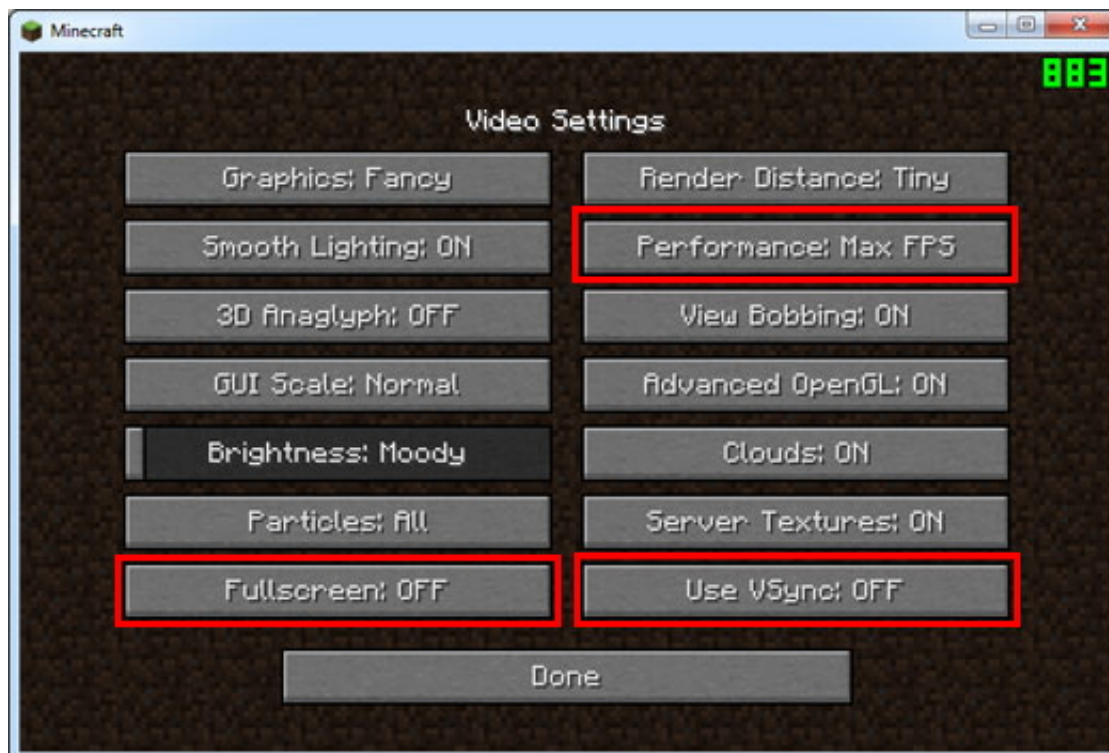 Minecraft
883
Video Settings
Graphics: Fancy
Render Distance: Tiny
Smooth Lighting: ON
Performance: Max FPS
3D Anaglyph: OFF
View Bobbing: ON
GUI Scale: Normal
Advanced OpenGL: ON
Brightness: Moody
Clouds: ON
Particles: All
Server Textures: ON
Fullscreen: OFF
Use VSync: OFF
Done